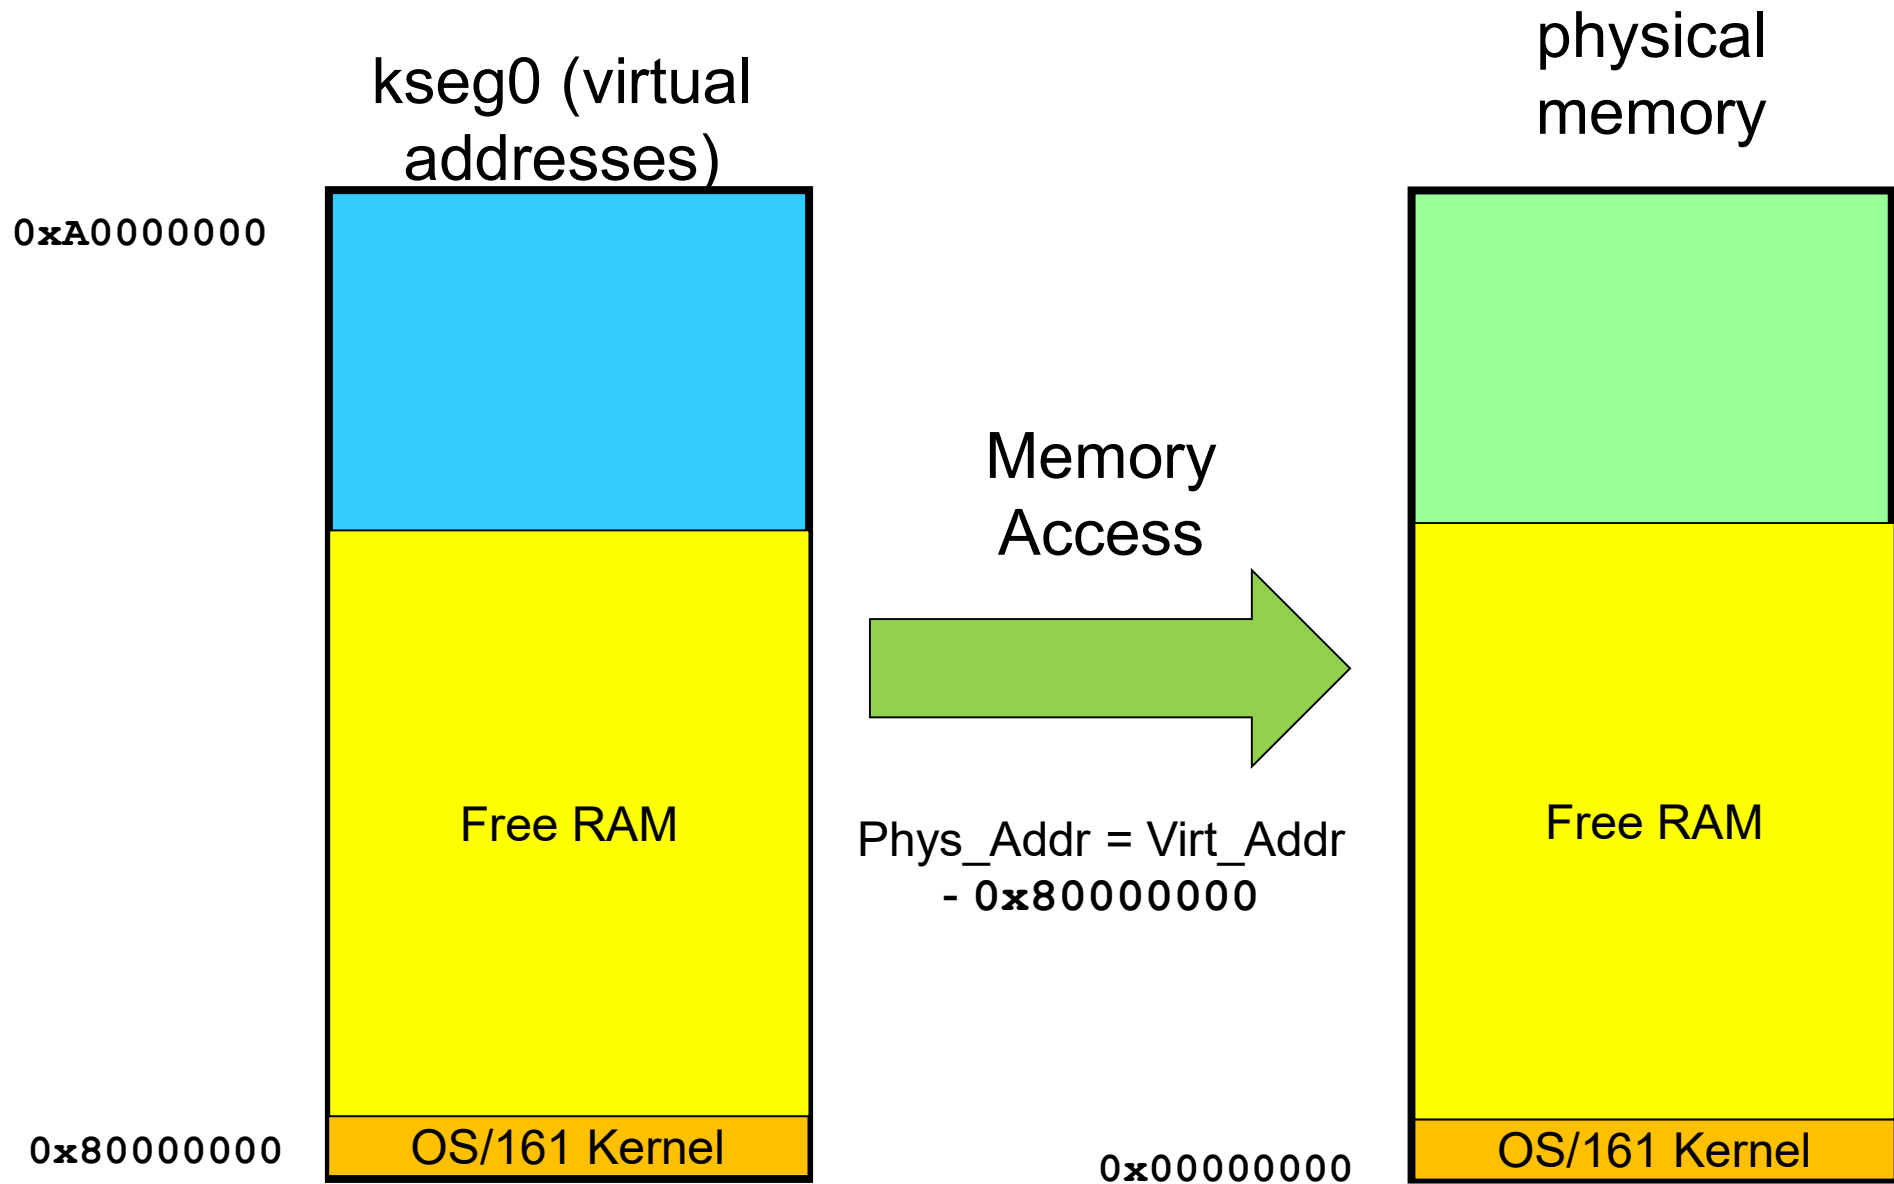 kseg0 (virtual
addresses)
physical
memory
0xA0000000
Memory
Access
Free RAM
Free RAM
Phys_Addr = Virt_Addr
- 0x80000000
0x80000000
OS/161 Kernel
0x00000000
OS/161 Kernel